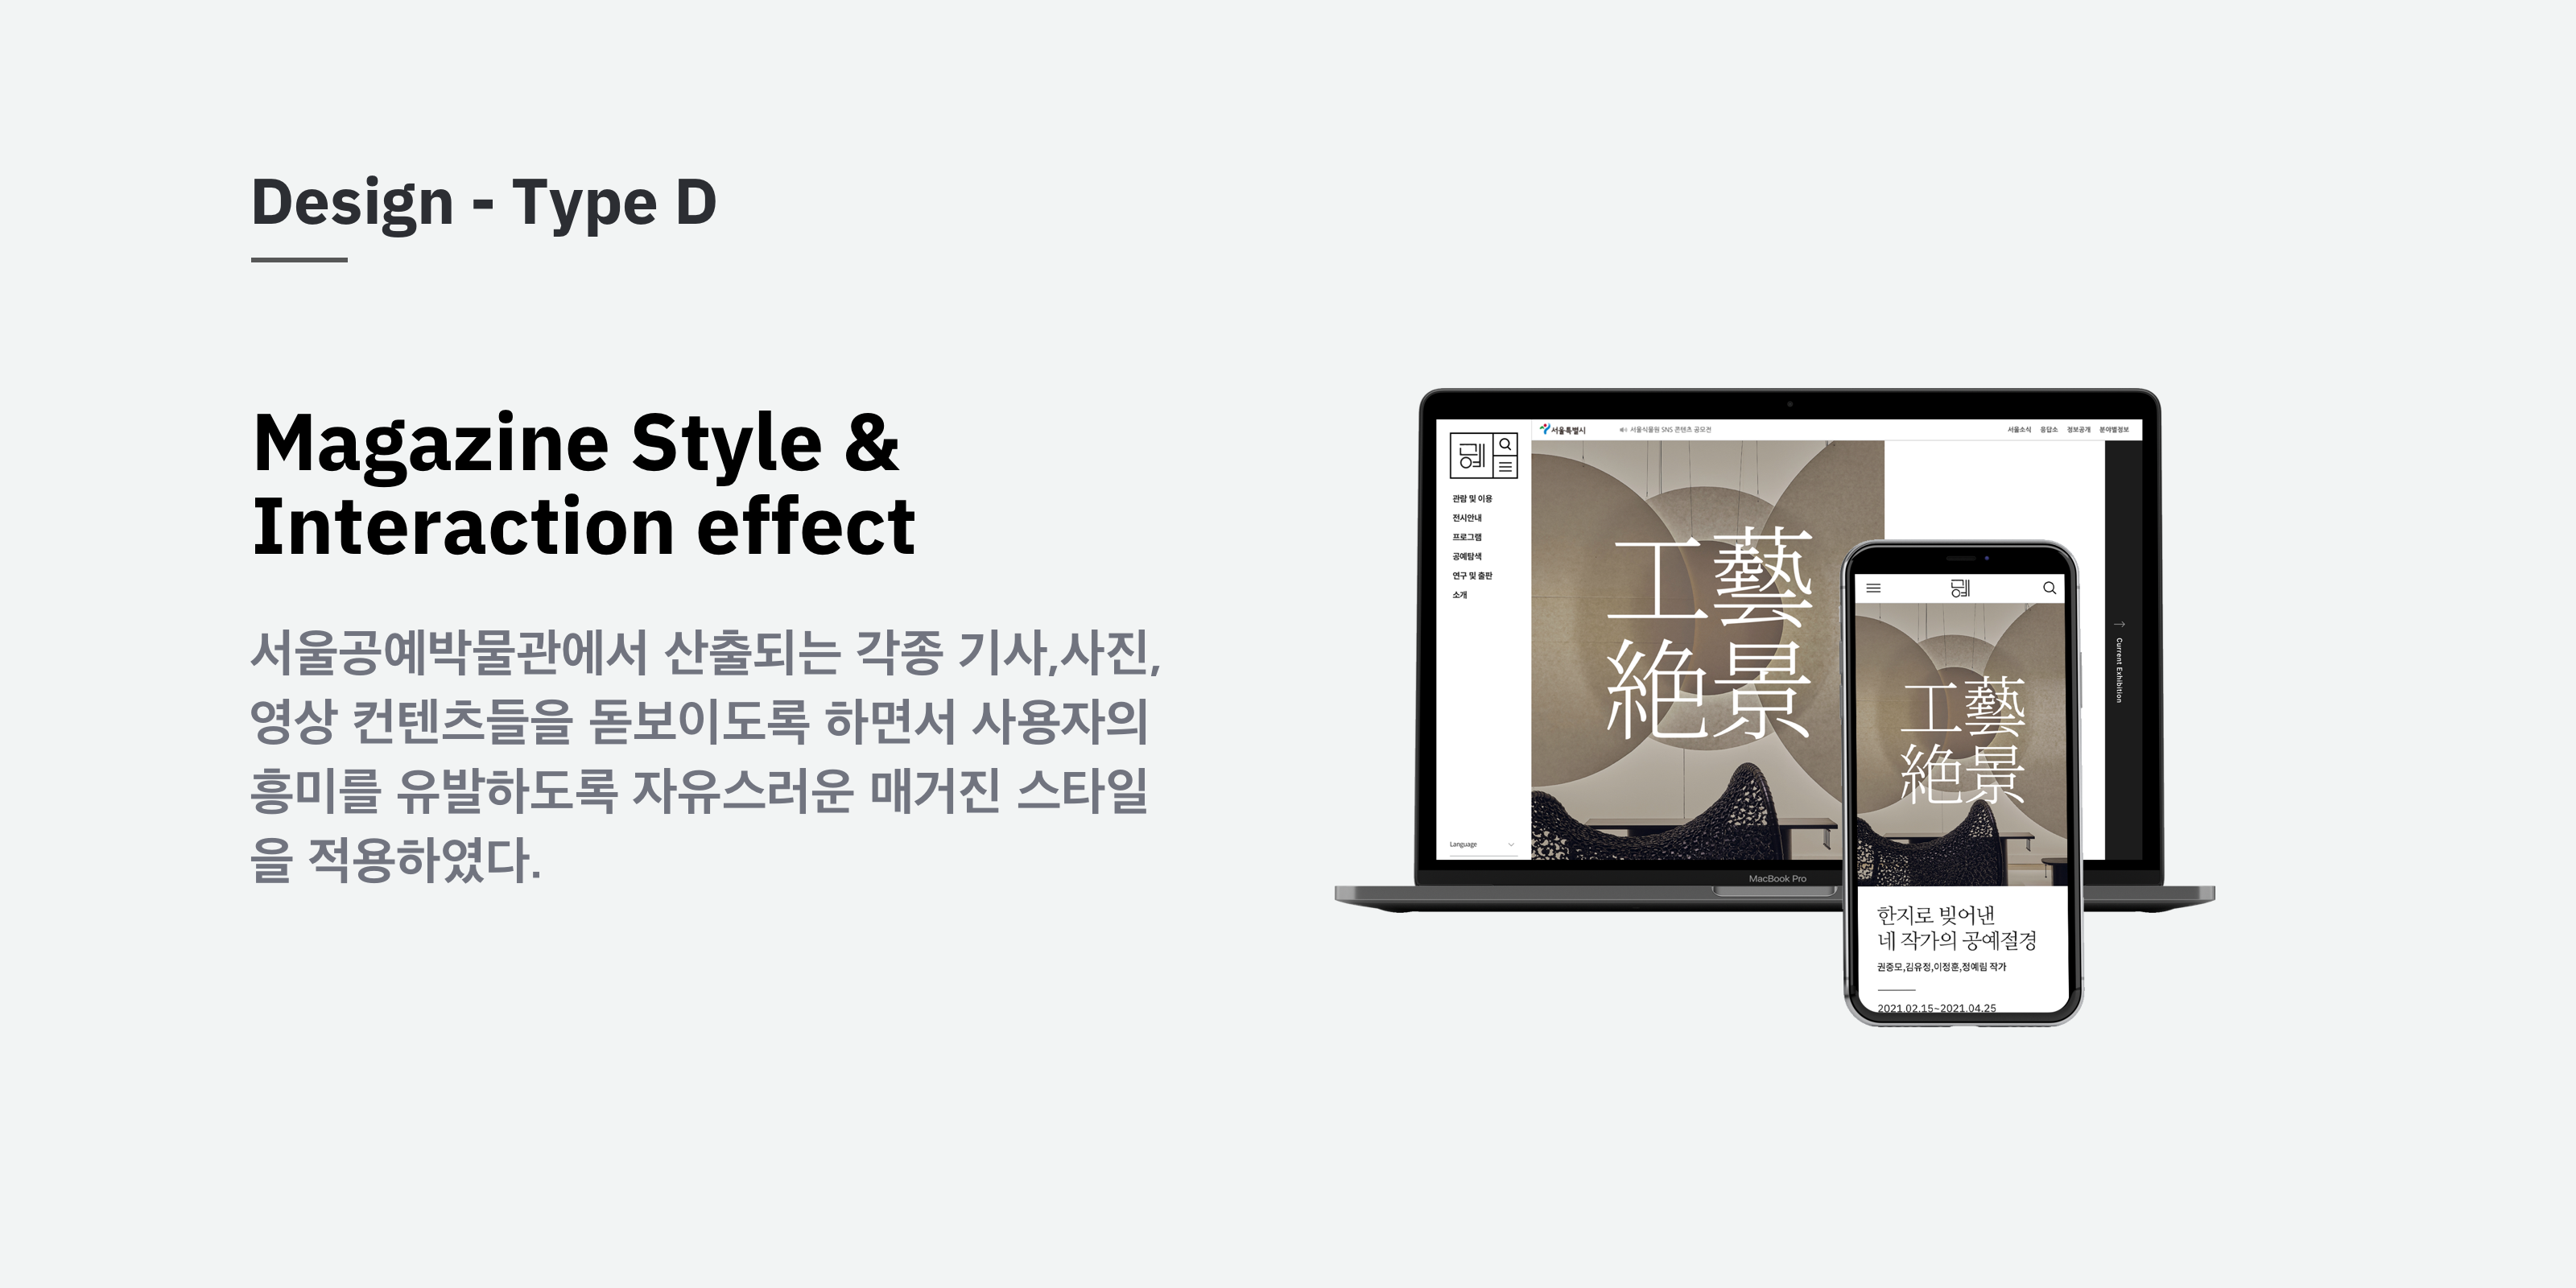 Design - Type D
Magazine Style &
Interaction effect
서울공예박물관에서 산출되는 각종 기사,사진,
영상 컨텐츠들을 돋보이도록 하면서 사용자의
흥미를 유발하도록 자유스러운 매거진 스타일
을 적용하였다.
서울특별시
서울식물원 SNS 콘텐츠 공모전
서울소식 응답소 정보공개 분야별정보
공예
관람 및 이용
전시안내
프로그램
공예탐색
연구 및 출판
소개
Language
工藝
絶景
Current Exhibition
MacBook Pro
공예
工藝
絶景
한지로 빚어낸
네 작가의 공예절경
권중모,김유정,이정훈,정예림 작가
2021.02.15~2021.04.25